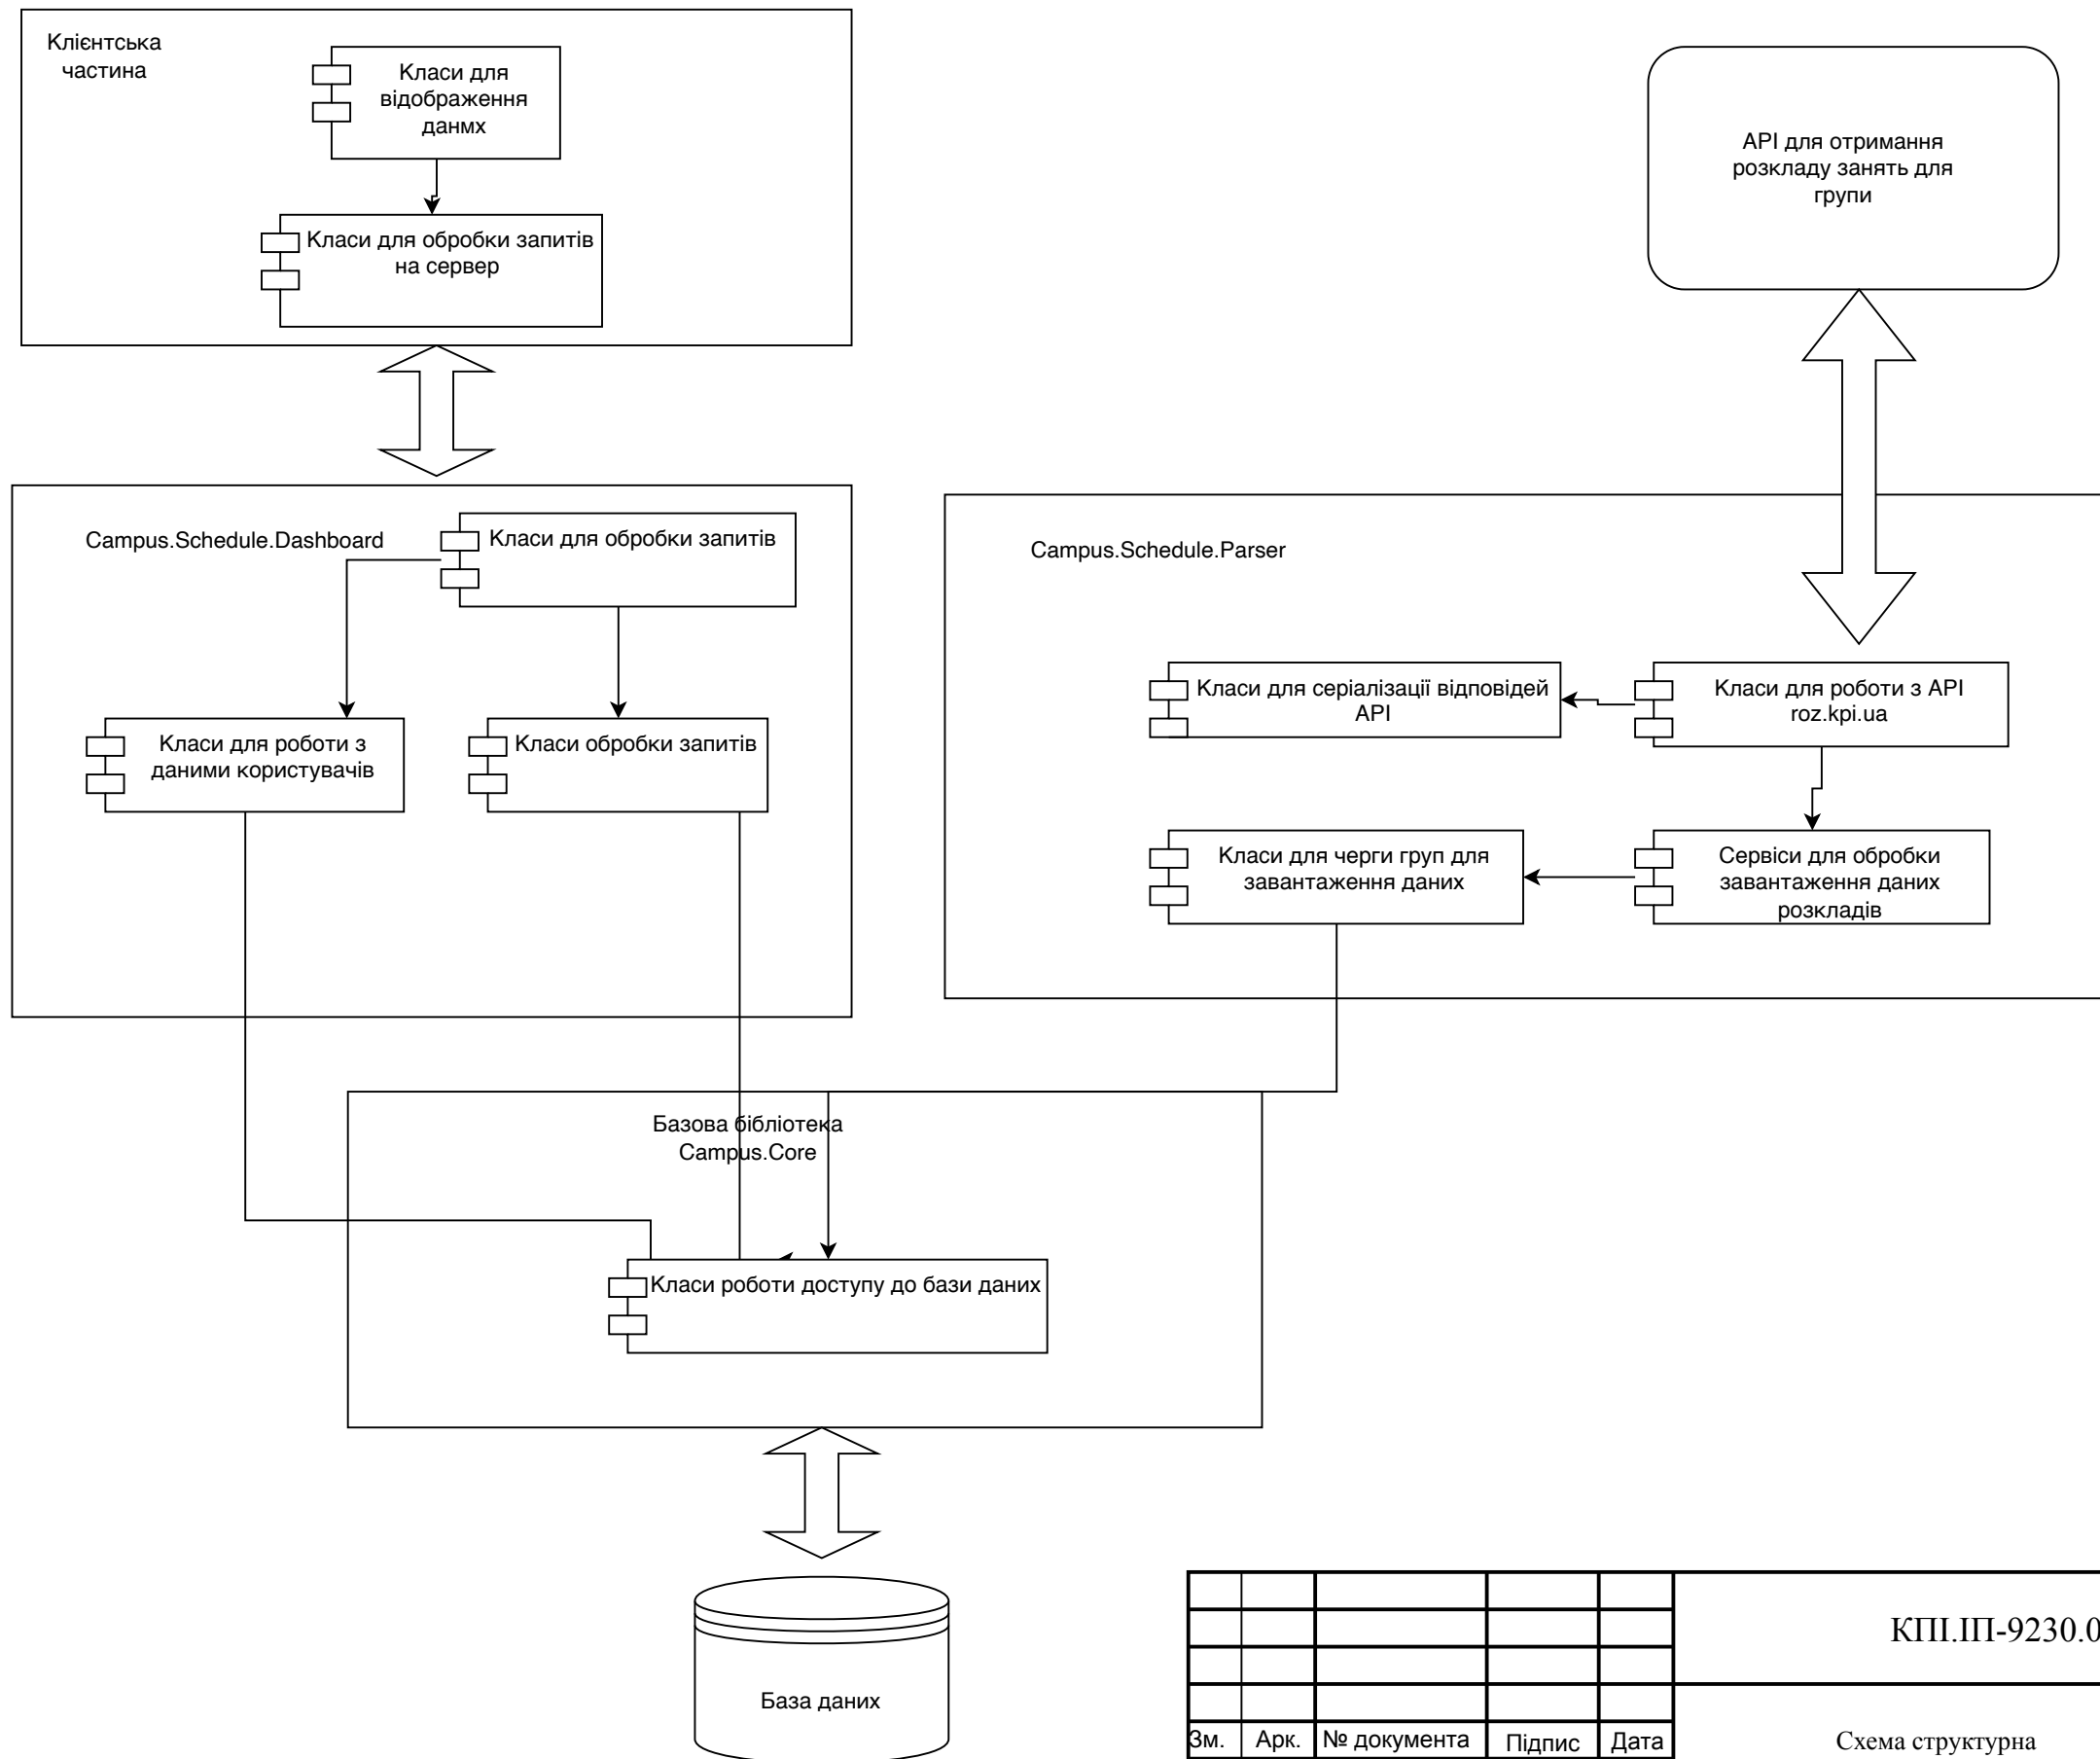 Клієнтська
частина
Класи для
відображення
данмх
Класи для обробки запитів
на сервер
API для отримання
розкладу занять для
групи
Campus.Schedule.Dashboard
Класи для обробки запитів
Класи для роботи з
даними користувачів
Класи обробки запитів
Campus.Schedule.Parser
Класи для серіалізації відповідей
API
Класи для роботи з API
roz.kpi.ua
Класи для черги груп для
завантаження даних
Сервіси для обробки
завантаження даних
розкладів
Базова бібліотека
Campus.Core
Класи роботи доступу до бази даних
База даних
КПІ.ІП-9230.0
Зм. Арк. № документа Підпис Дата
Схема структурна